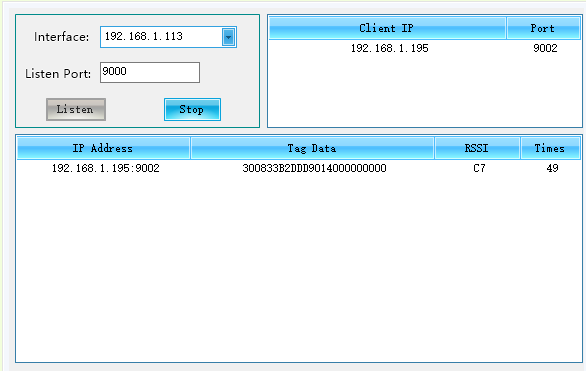 Interface: 192.168.1.113
Listen Port: 9000
Listen Stop
Client IP Port
192.168.1.195 9002
IP Address Tag Data RSSI Times
192.168.1.195:9002 300833B2DDD9014000000000 C7 49